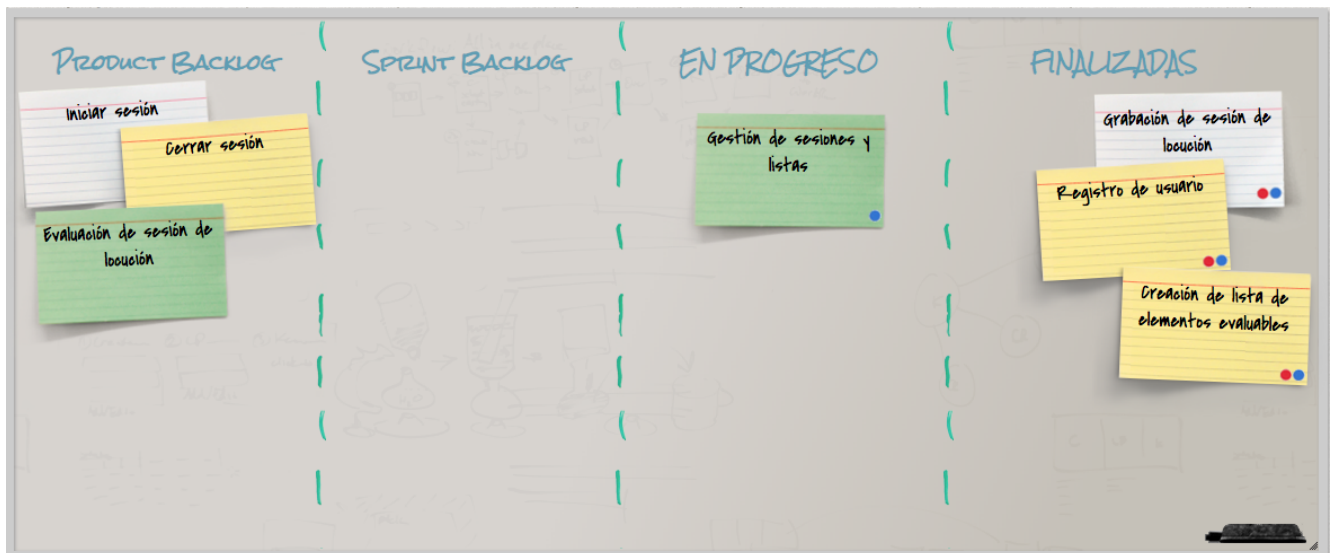 PRODUCT BACKLOG
SPRINT BACKLOG
EN PROGRESO
FINALIZADAS
Iniciar sesión
Cerrar sesión
Evaluación de sesión de
locución
Gestión de sesiones y
listas
Grabación de sesión de
locución
Registro de usuario
Creación de lista de
elementos evaluables